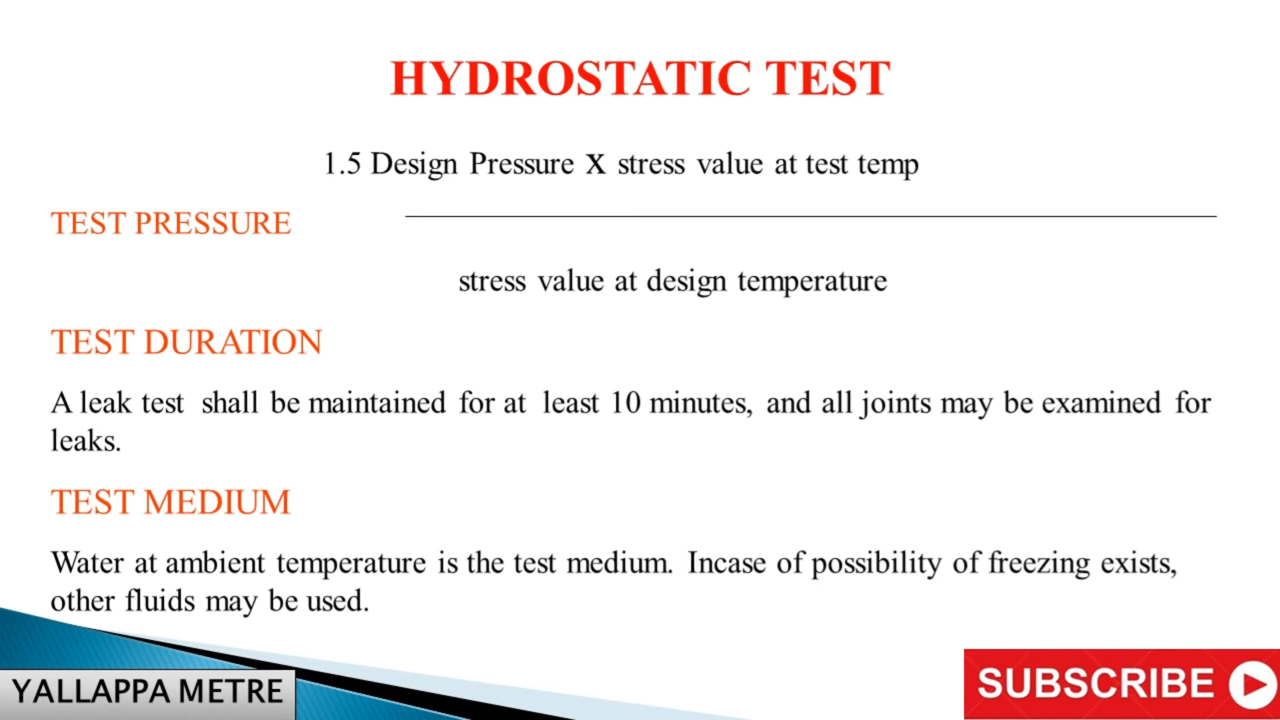 HYDROSTATIC TEST
1.5 Design Pressure X stress value at test temp
TEST PRESSURE
stress value at design temperature
TEST DURATION
A leak test shall be maintained for at least 10 minutes, and all joints may be examined for
leaks.
TEST MEDIUM
Water at ambient temperature is the test medium. Incase of possibility of freezing exists,
other fluids may be used.
YALLAPPA METRE
SUBSCRIBE